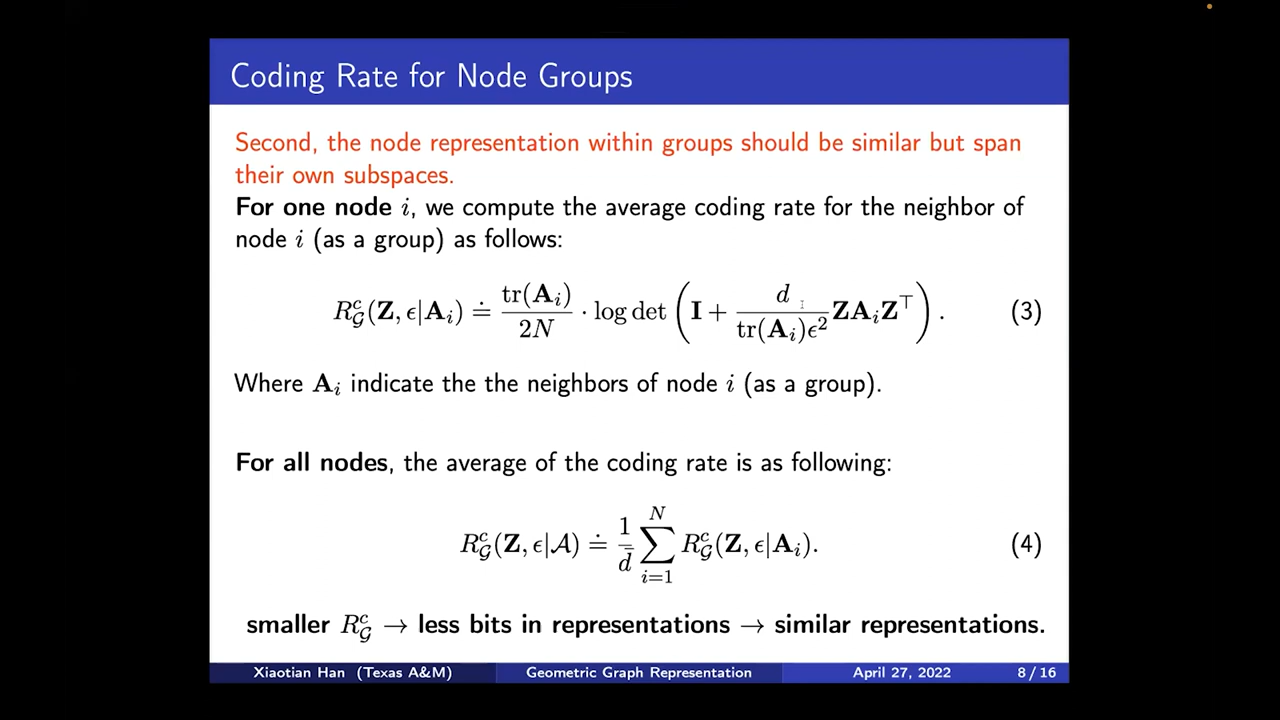 Coding Rate for Node Groups
Second, the node representation within groups should be similar but span
their own subspaces.
For one node i, we compute the average coding rate for the neighbor of
node i (as a group) as follows:
R^c_𝒢(Z, ϵ|A_i) ≐ tr(A_i)/2N · log det (I + d/(tr(A_i)ϵ²) ZA_iZ^⊤). (3)
Where A_i indicate the the neighbors of node i (as a group).
For all nodes, the average of the coding rate is as following:
R^c_𝒢(Z, ϵ|𝒜) ≐ 1/d̄ ∑_{i=1}^{N} R^c_𝒢(Z, ϵ|A_i). (4)
smaller R^c_𝒢 → less bits in representations → similar representations.
Xiaotian Han (Texas A&M) Geometric Graph Representation April 27, 2022 8 / 16